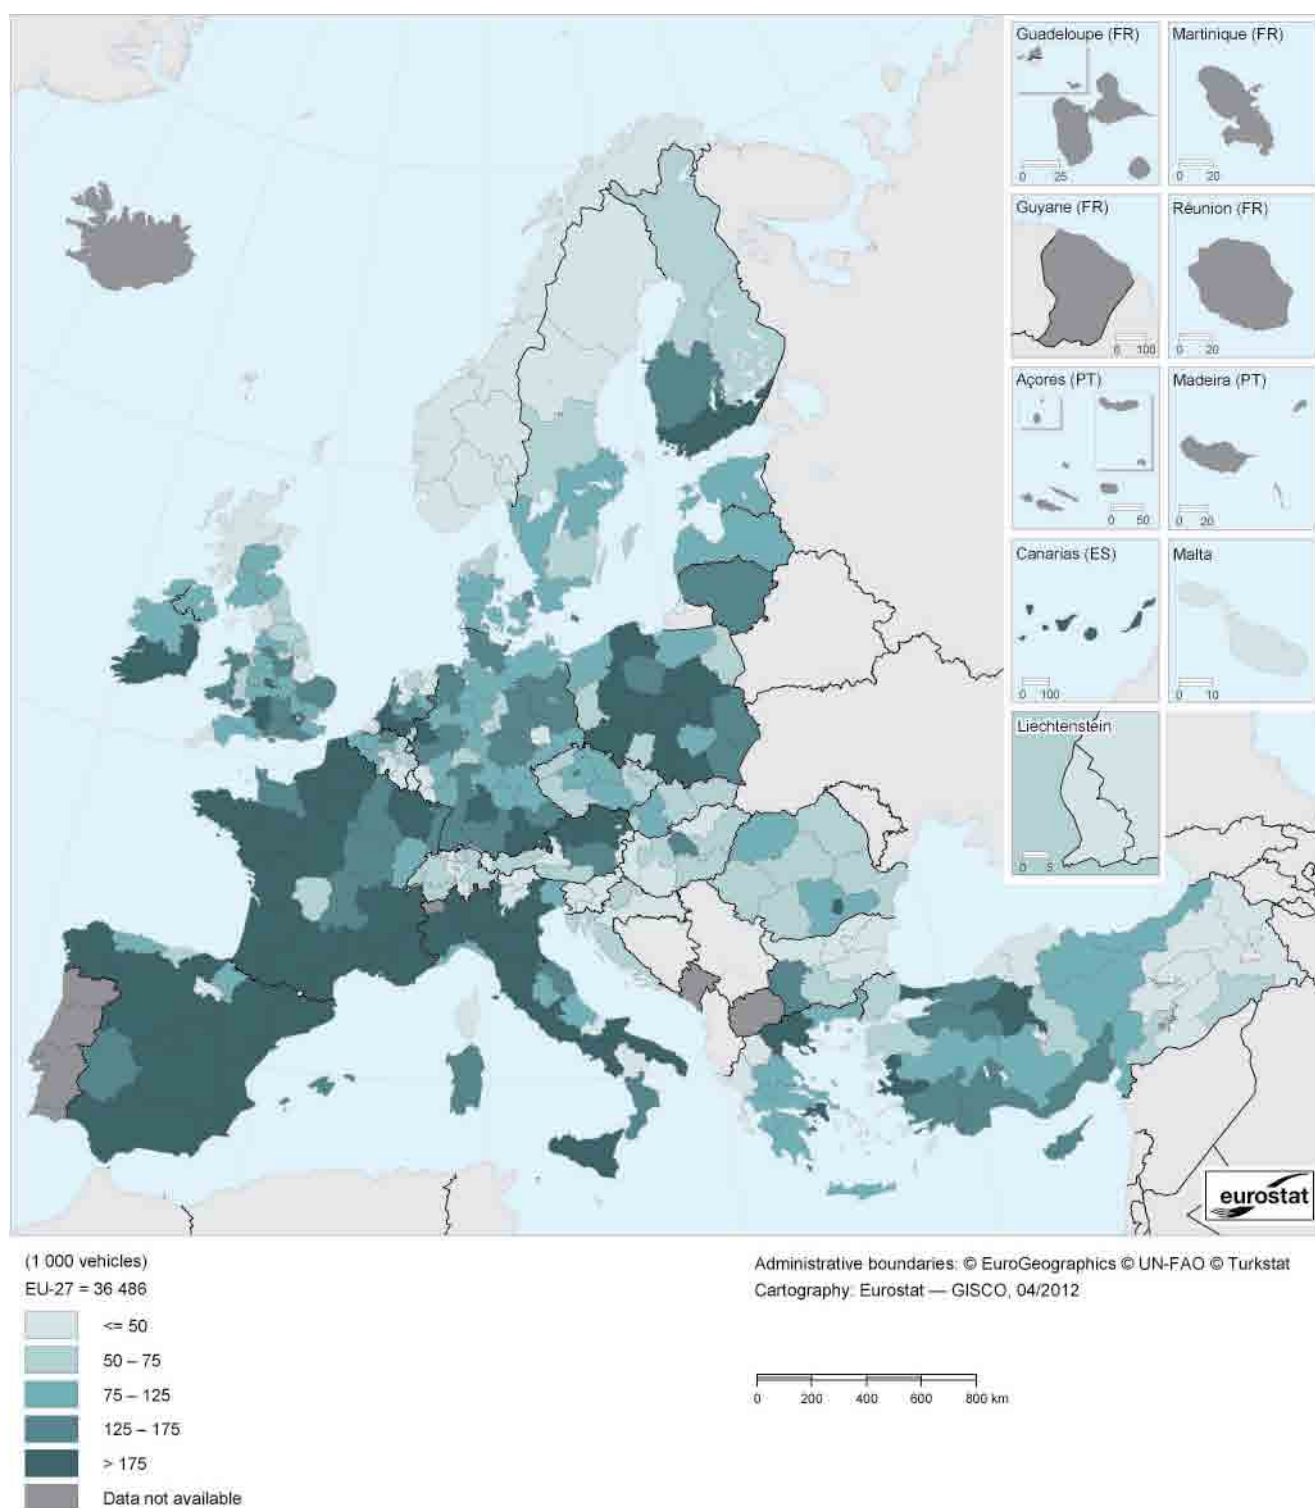 Guadeloupe (FR)
0 25
Martinique (FR)
0 20
Guyane (FR)
0 100
Réunion (FR)
0 20
Açores (PT)
0 50
Madeira (PT)
0 20
Canarias (ES)
0 100
Malta
0 10
Liechtenstein
0 5
eurostat
(1 000 vehicles)
EU-27 = 36 486
<= 50
50 – 75
75 – 125
125 – 175
> 175
Data not available
Administrative boundaries: © EuroGeographics © UN-FAO © Turkstat
Cartography: Eurostat — GISCO, 04/2012
0 200 400 600 800 km